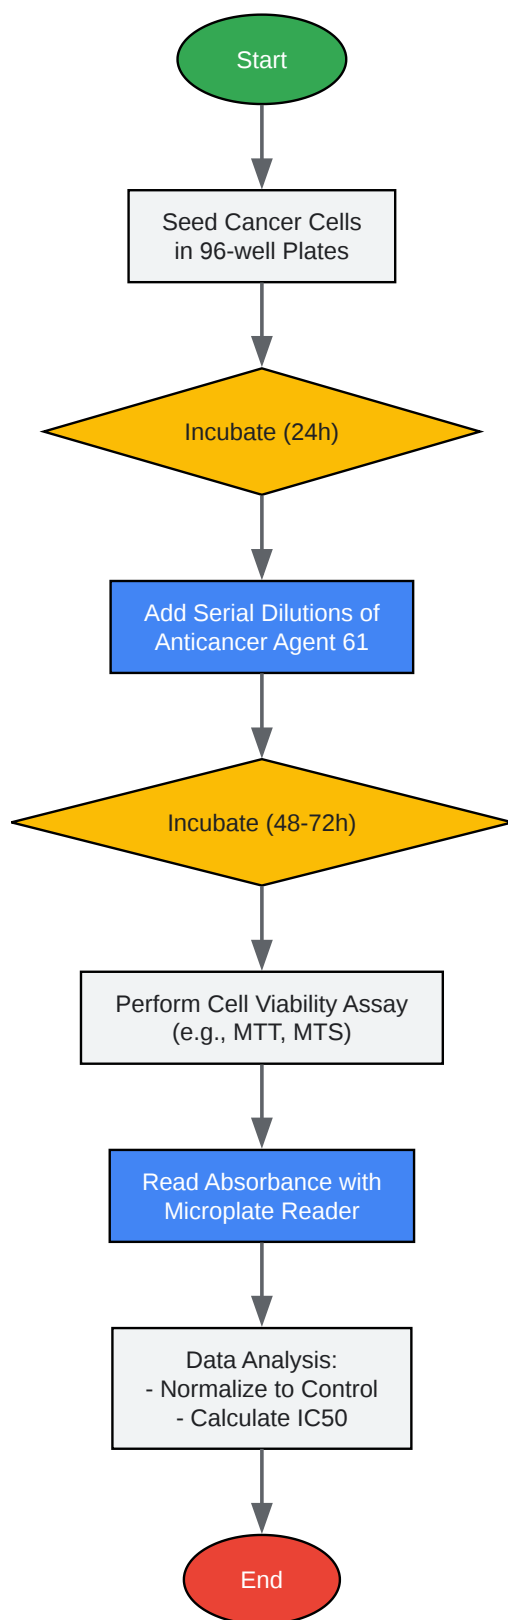 Start
Seed Cancer Cells
in 96-well Plates
Incubate (24h)
Add Serial Dilutions of
Anticancer Agent 61
Incubate (48-72h)
Perform Cell Viability Assay
(e.g., MTT, MTS)
Read Absorbance with
Microplate Reader
Data Analysis:
- Normalize to Control
- Calculate IC50
End